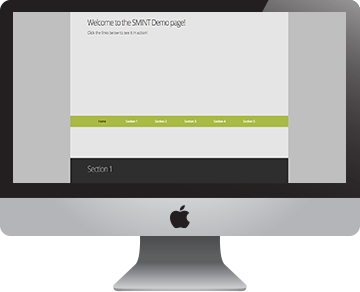 Welcome to the SMINT Demo page!
Click the links below to see it in action!
Home Section 1 Section 2 Section 3 Section 4 Section 5
Section 1